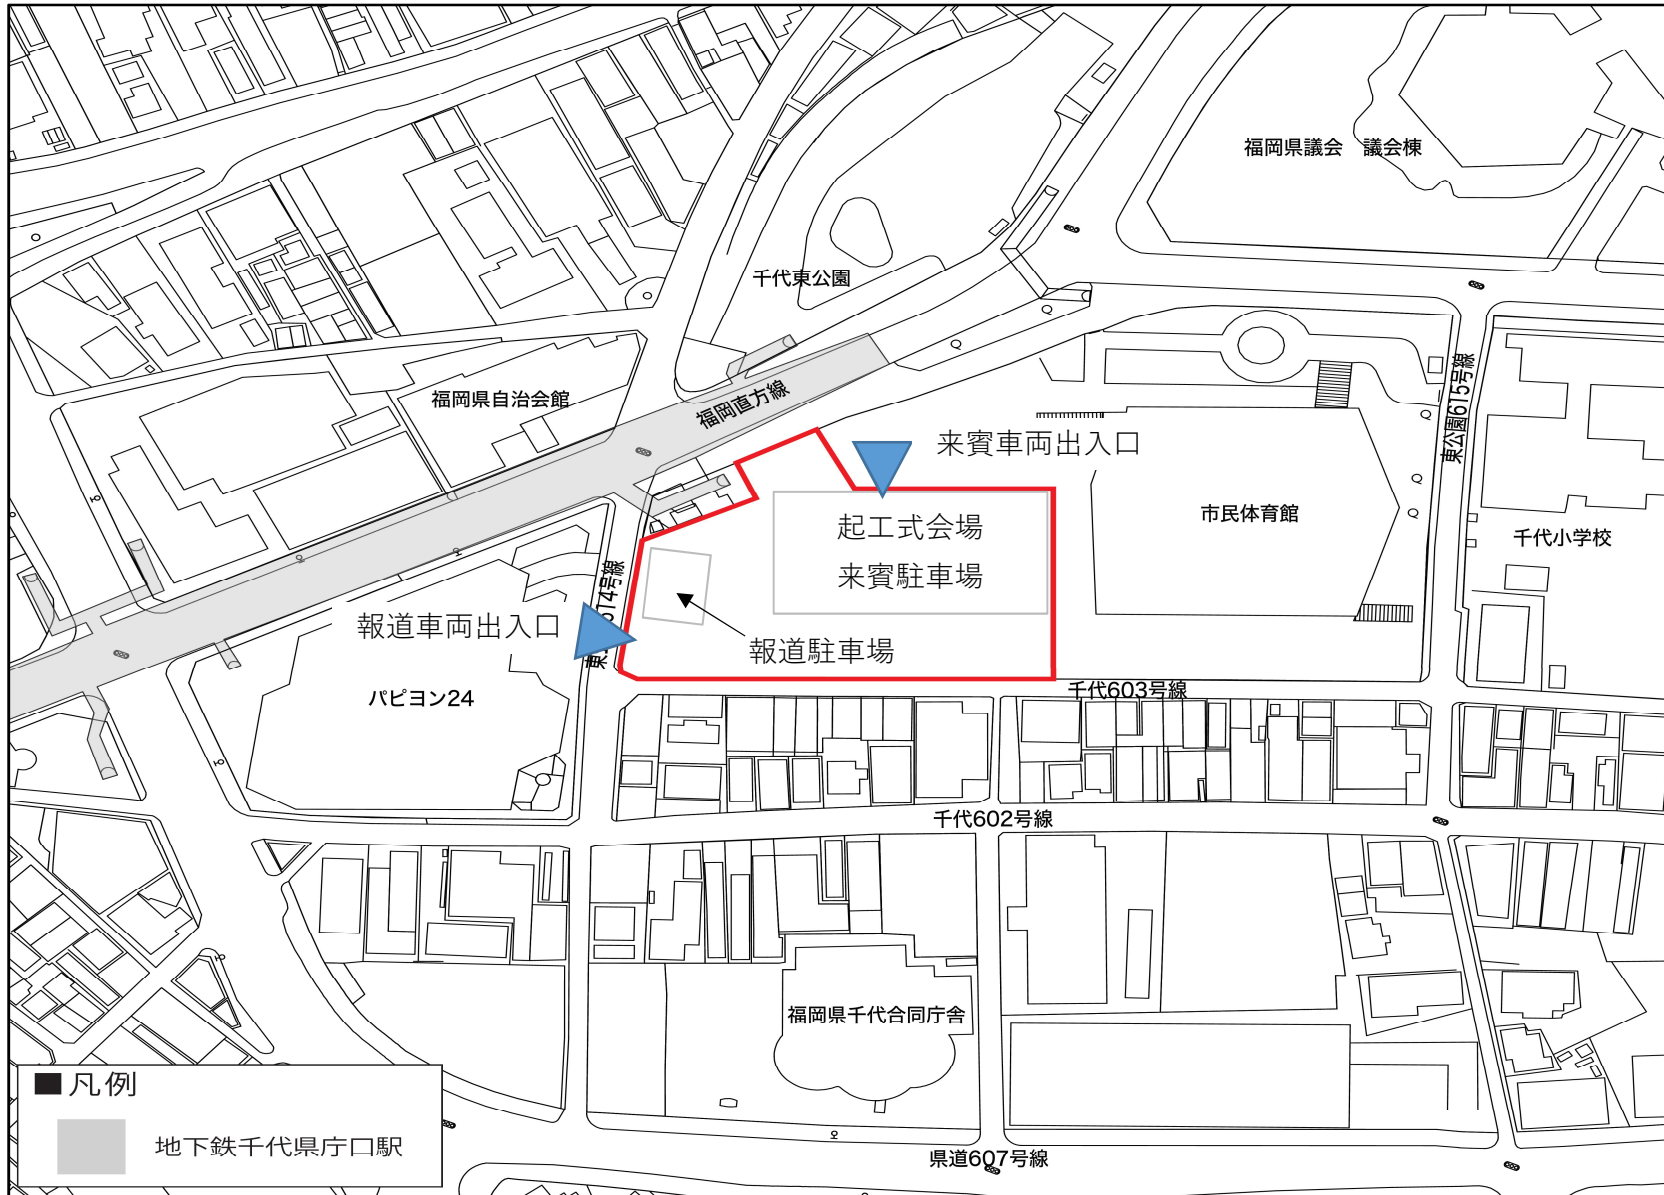 福岡県議会 議会棟
千代東公園
福岡県自治会館
福岡直方線
東公園615号線
来賓車両出入口
起工式会場
来賓駐車場
市民体育館
千代小学校
614号線
報道車両出入口
報道駐車場
パピヨン24
千代603号線
千代602号線
福岡県千代合同庁舎
県道607号線
■凡例
地下鉄千代県庁口駅